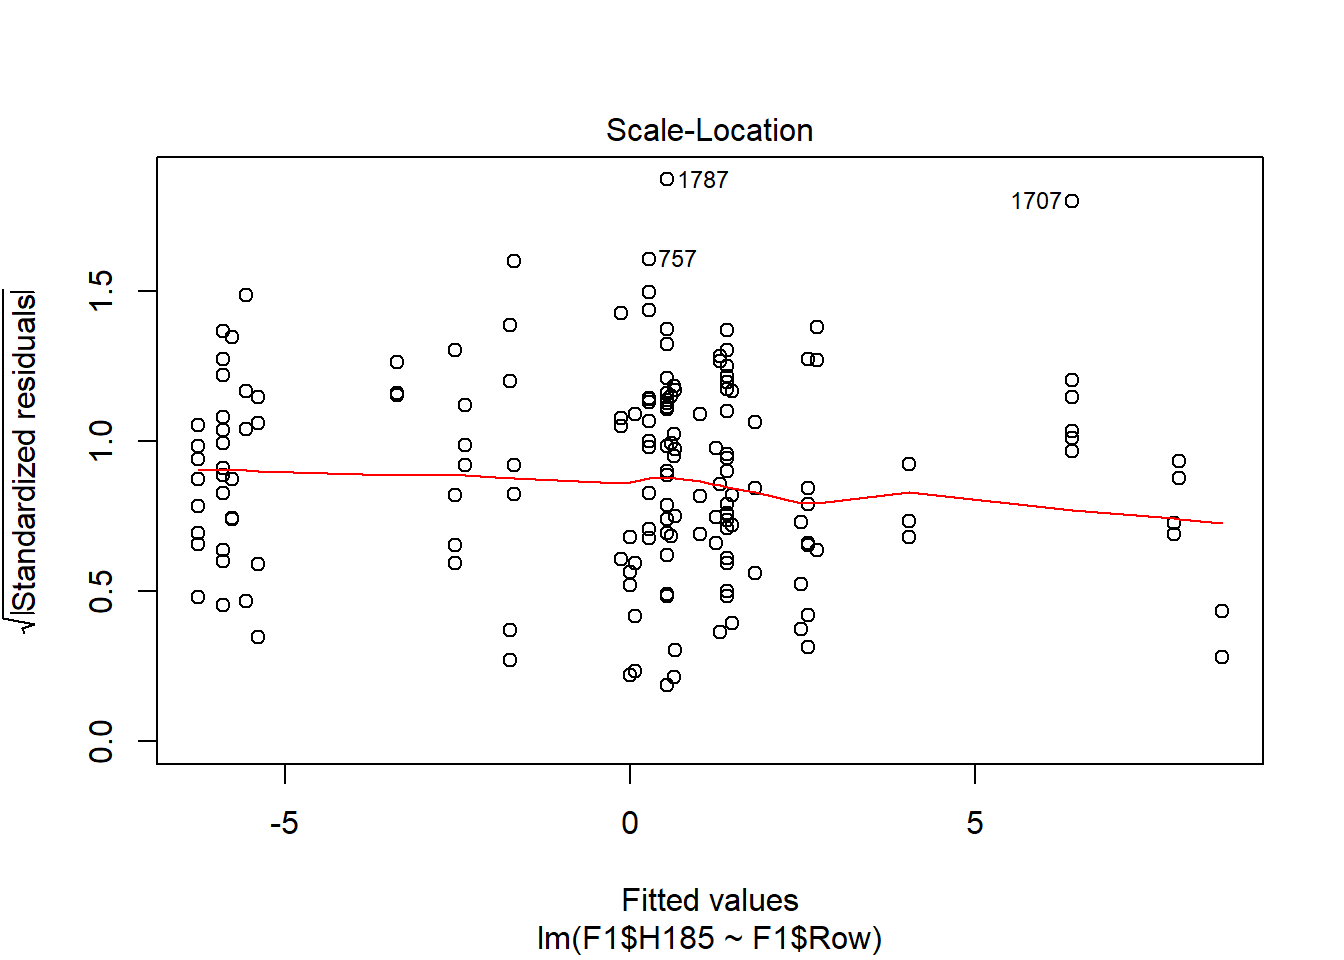 Scale-Location
1787
1707
757
√|Standardized residuals|
1.5
1.0
0.5
0.0
-5 0 5
Fitted values
lm(F1$H185 ~ F1$Row)